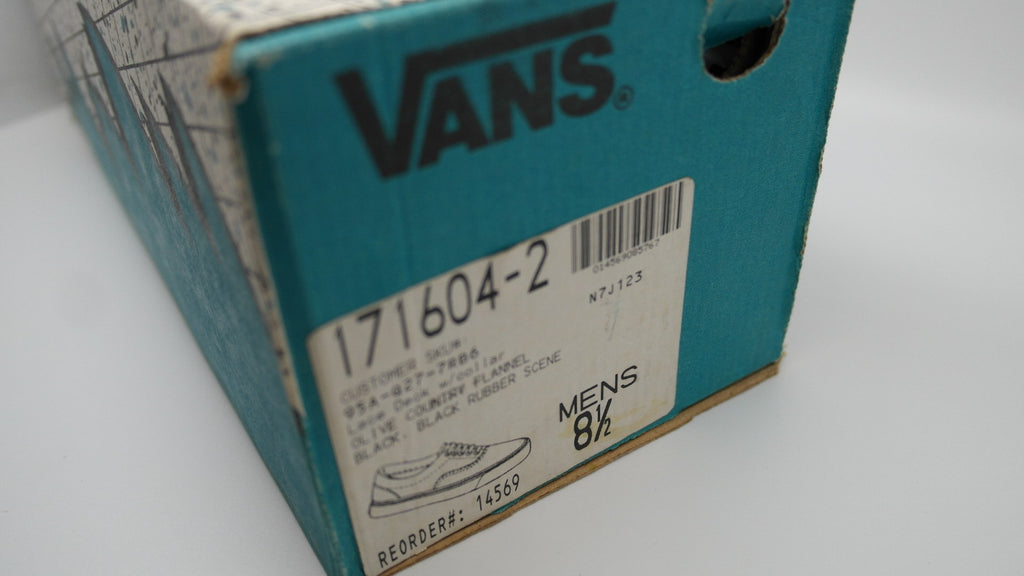 VANS®
171604-2
N7J123
CUSTOMER SKU#:
95A-827-7RB6
Lace Deck w/collar
OLIVE COUNTRY FLANNEL
BLACK, BLACK RUBBER SCENE
MENS
8½
REORDER#: 14569